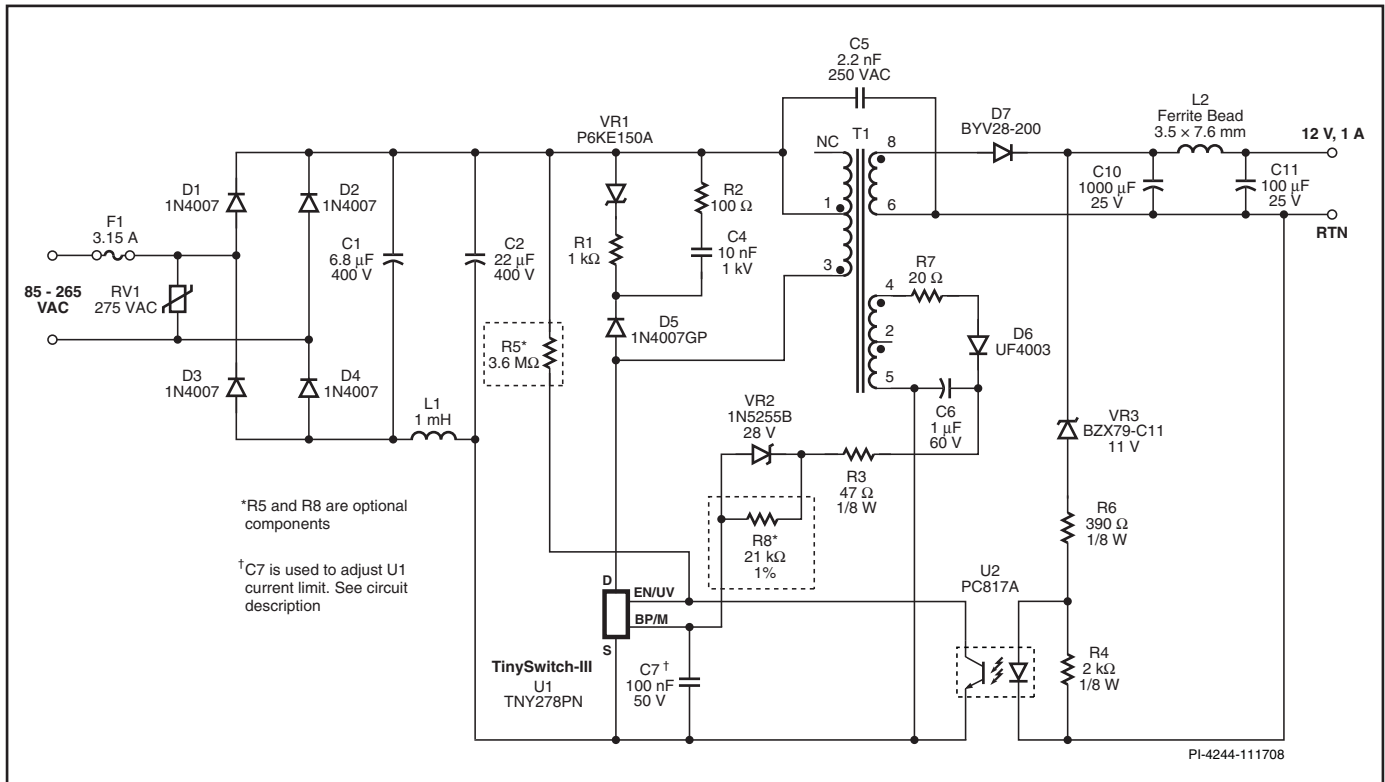 C5
2.2 nF
250 VAC
D7
BYV28-200
L2
Ferrite Bead
3.5 × 7.6 mm
12 V, 1 A
VR1
P6KE150A
NC
T1
8
C10
1000 µF
25 V
C11
100 µF
25 V
D1
1N4007
D2
1N4007
R2
100 Ω
1
6
RTN
F1
3.15 A
C1
6.8 µF
400 V
C2
22 µF
400 V
R1
1 kΩ
C4
10 nF
1 kV
3
R7
20 Ω
85 - 265
VAC
RV1
275 VAC
4
D5
1N4007GP
2
D6
UF4003
R5*
3.6 MΩ
D3
1N4007
D4
1N4007
5
L1
1 mH
VR2
1N5255B
28 V
C6
1 µF
60 V
VR3
BZX79-C11
11 V
R3
47 Ω
1/8 W
*R5 and R8 are optional
components
R8*
21 kΩ
1%
R6
390 Ω
1/8 W
†C7 is used to adjust U1
current limit. See circuit
description
D
EN/UV
BP/M
S
U2
PC817A
TinySwitch-III
U1
TNY278PN
C7 †
100 nF
50 V
R4
2 kΩ
1/8 W
PI-4244-111708